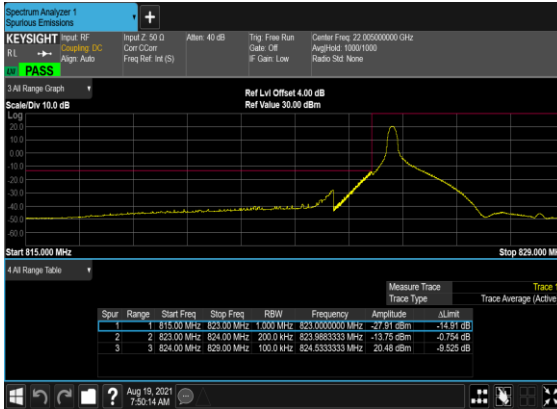 Spectrum Analyzer 1
Spurious Emissions
+
KEYSIGHT Input: RF Input Z: 50 Ω Atten: 40 dB Trig: Free Run Center Freq: 22.005000000 GHz
RL Coupling: DC Corr CCorr Gate: Off Avg|Hold: 1000/1000
Align: Auto Freq Ref: Int (S) IF Gain: Low Radio Std: None
PASS
3 All Range Graph
Ref Lvl Offset 4.00 dB
Scale/Div 10.0 dB Ref Value 30.00 dBm
Log
20.0
10.0
0.00
-10.0
-20.0
-30.0
-40.0
-50.0
-60.0
Start 815.000 MHz Stop 829.000 MH
4 All Range Table
Measure Trace Trace 1
Trace Type Trace Average (Active
Spur Range Start Freq Stop Freq RBW Frequency Amplitude ΔLimit
1 1 815.00 MHz 823.00 MHz 1.000 MHz 823.0000000 MHz -27.91 dBm -14.91 dB
2 2 823.00 MHz 824.00 MHz 200.0 kHz 823.9883333 MHz -13.75 dBm -0.754 dB
3 3 824.00 MHz 829.00 MHz 100.0 kHz 824.5333333 MHz 20.48 dBm -9.525 dB
? Aug 19, 2021
7:50:14 AM